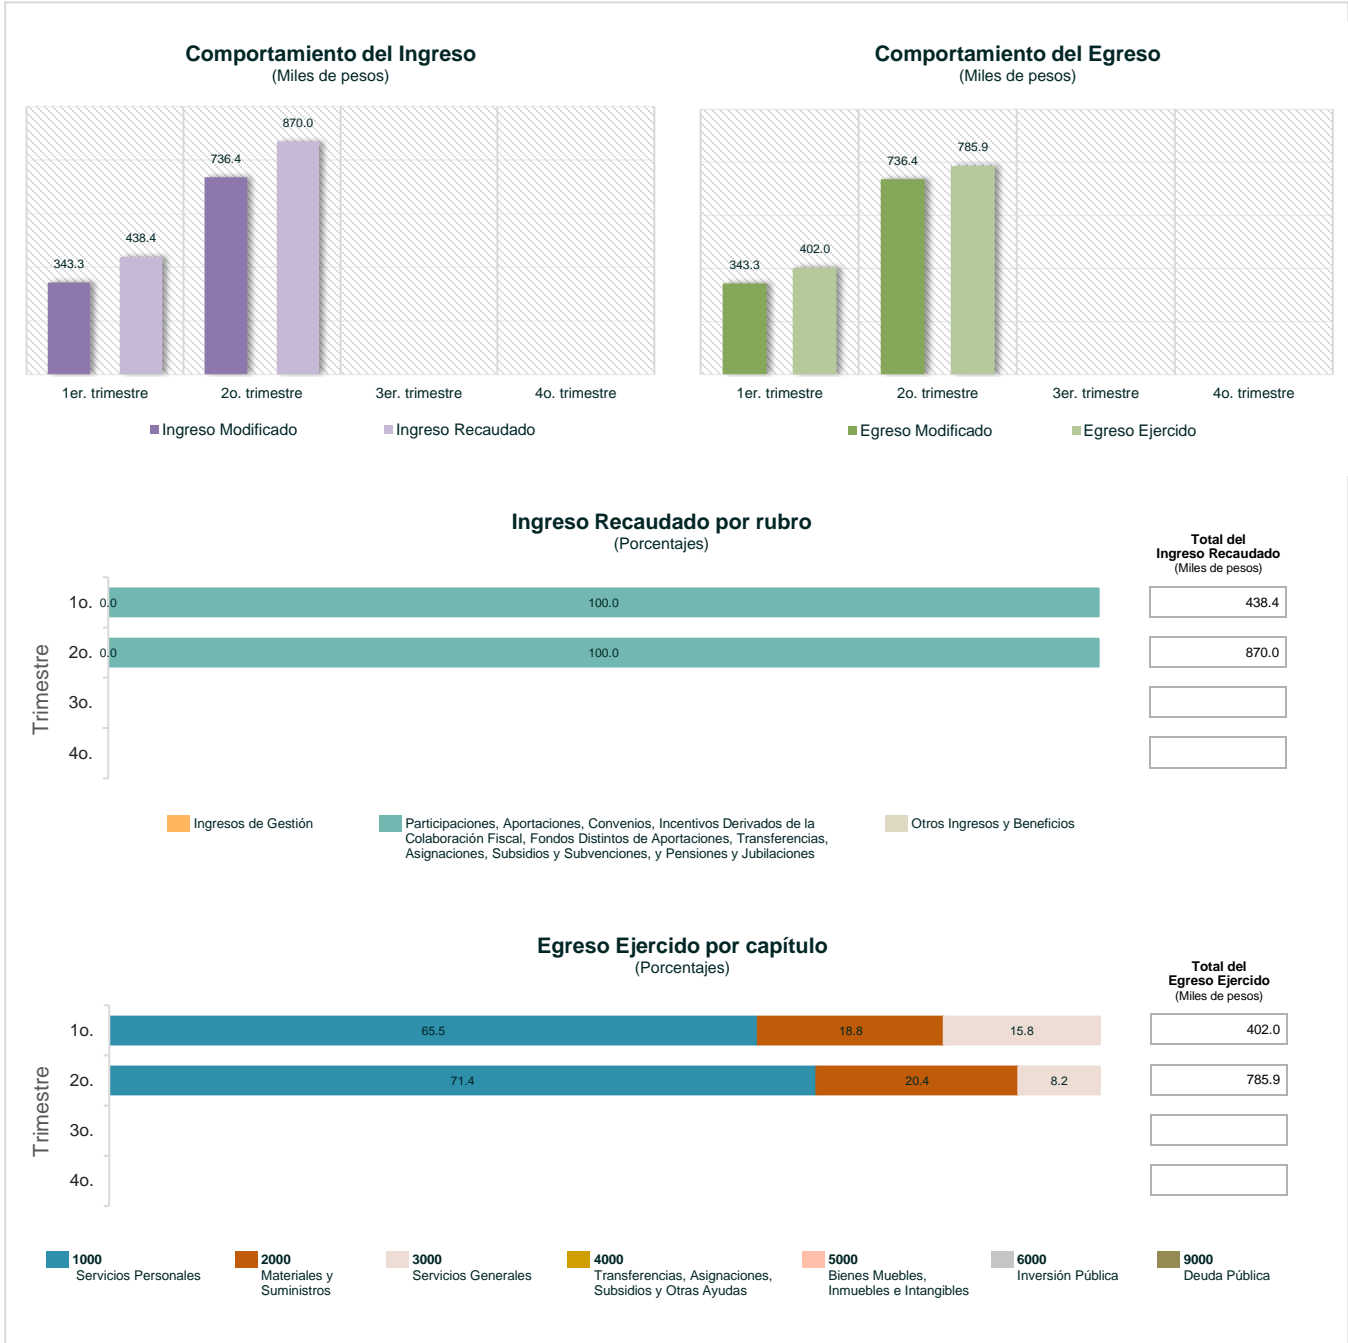 Comportamiento del Ingreso
(Miles de pesos)
870.0
736.4
438.4
343.3
1er. trimestre
2o. trimestre
3er. trimestre
4o. trimestre
Ingreso Modificado
Ingreso Recaudado
Comportamiento del Egreso
(Miles de pesos)
785.9
736.4
402.0
343.3
1er. trimestre
2o. trimestre
3er. trimestre
4o. trimestre
Egreso Modificado
Egreso Ejercido
Ingreso Recaudado por rubro
(Porcentajes)
Total del
Ingreso Recaudado
(Miles de pesos)
Trimestre
1o. 0.0 100.0 438.4
2o. 0.0 100.0 870.0
3o.
4o.
Ingresos de Gestión
Participaciones, Aportaciones, Convenios, Incentivos Derivados de la
Colaboración Fiscal, Fondos Distintos de Aportaciones, Transferencias,
Asignaciones, Subsidios y Subvenciones, y Pensiones y Jubilaciones
Otros Ingresos y Beneficios
Egreso Ejercido por capítulo
(Porcentajes)
Total del
Egreso Ejercido
(Miles de pesos)
Trimestre
1o. 65.5 18.8 15.8 402.0
2o. 71.4 20.4 8.2 785.9
3o.
4o.
1000
Servicios Personales
2000
Materiales y
Suministros
3000
Servicios Generales
4000
Transferencias, Asignaciones,
Subsidios y Otras Ayudas
5000
Bienes Muebles,
Inmuebles e Intangibles
6000
Inversión Pública
9000
Deuda Pública